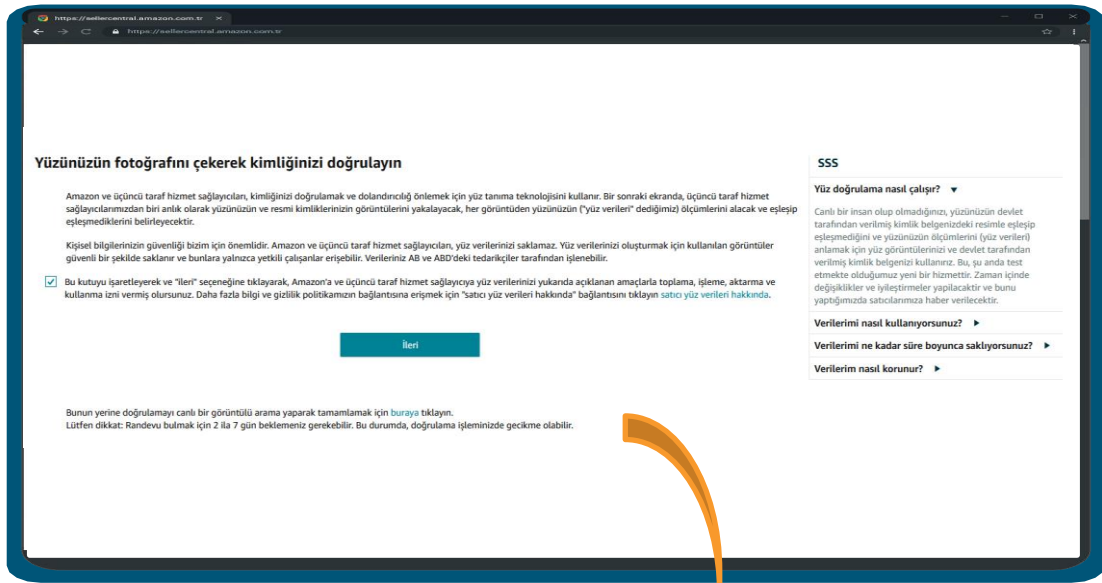 https://sellercentral.amazon.com.tr
https://sellercentral.amazon.com.tr
Yüzünüzün fotoğrafını çekerek kimliğinizi doğrulayın
Amazon ve üçüncü taraf hizmet sağlayıcıları, kimliğinizi doğrulamak ve dolandırıcılığı önlemek için yüz tanıma teknolojisini kullanır. Bir sonraki ekranda, üçüncü taraf hizmet
sağlayıcılarımızdan biri anlık olarak yüzünüzün ve resmi kimliklerinizin görüntülerini yakalayacak, her görüntüden yüzünüzün ("yüz verileri" dediğimiz) ölçümlerini alacak ve eşleşip
eşleşmediklerini belirleyecektir.
Kişisel bilgilerinizin güvenliği bizim için önemlidir. Amazon ve üçüncü taraf hizmet sağlayıcıları, yüz verilerinizi saklamaz. Yüz verilerinizi oluşturmak için kullanılan görüntüler
güvenli bir şekilde saklanır ve bunlara yalnızca yetkili çalışanlar erişebilir. Verileriniz AB ve ABD'deki tedarikçiler tarafından işlenebilir.
Bu kutuyu işaretleyerek ve "ileri" seçeneğine tıklayarak, Amazon'a ve üçüncü taraf hizmet sağlayıcıya yüz verilerinizi yukarıda açıklanan amaçlarla toplama, işleme, aktarma ve
kullanma izni vermiş olursunuz. Daha fazla bilgi ve gizlilik politikamızın bağlantısına erişmek için "satıcı yüz verileri hakkında" bağlantısını tıklayın satıcı yüz verileri hakkında.
İleri
Bunun yerine doğrulamayı canlı bir görüntülü arama yaparak tamamlamak için buraya tıklayın.
Lütfen dikkat: Randevu bulmak için 2 ila 7 gün beklemeniz gerekebilir. Bu durumda, doğrulama işleminizde gecikme olabilir.
SSS
Yüz doğrulama nasıl çalışır?
Canlı bir insan olup olmadığınızı, yüzünüzün devlet
tarafından verilmiş kimlik belgenizdeki resimle eşleşip
eşleşmediğini ve yüzünüzün ölçümlerini (yüz verileri)
anlamak için yüz görüntülerinizi ve devlet tarafından
verilmiş kimlik belgenizi kullanırız. Bu, şu anda test
etmekte olduğumuz yeni bir hizmettir. Zaman içinde
değişiklikler ve iyileştirmeler yapılacaktır ve bunu
yaptığımızda satıcılarımıza haber verilecektir.
Verilerimi nasıl kullanıyorsunuz?
Verilerimi ne kadar süre boyunca saklıyorsunuz?
Verilerim nasıl korunur?